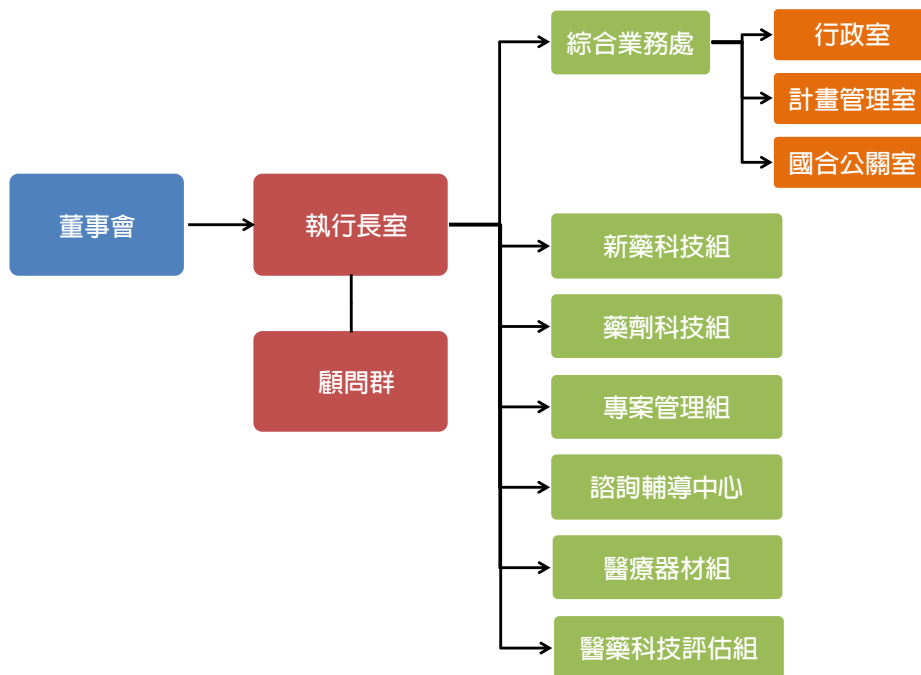 董事會
執行長室
顧問群
綜合業務處
行政室
計畫管理室
國合公關室
新藥科技組
藥劑科技組
專案管理組
諮詢輔導中心
醫療器材組
醫藥科技評估組